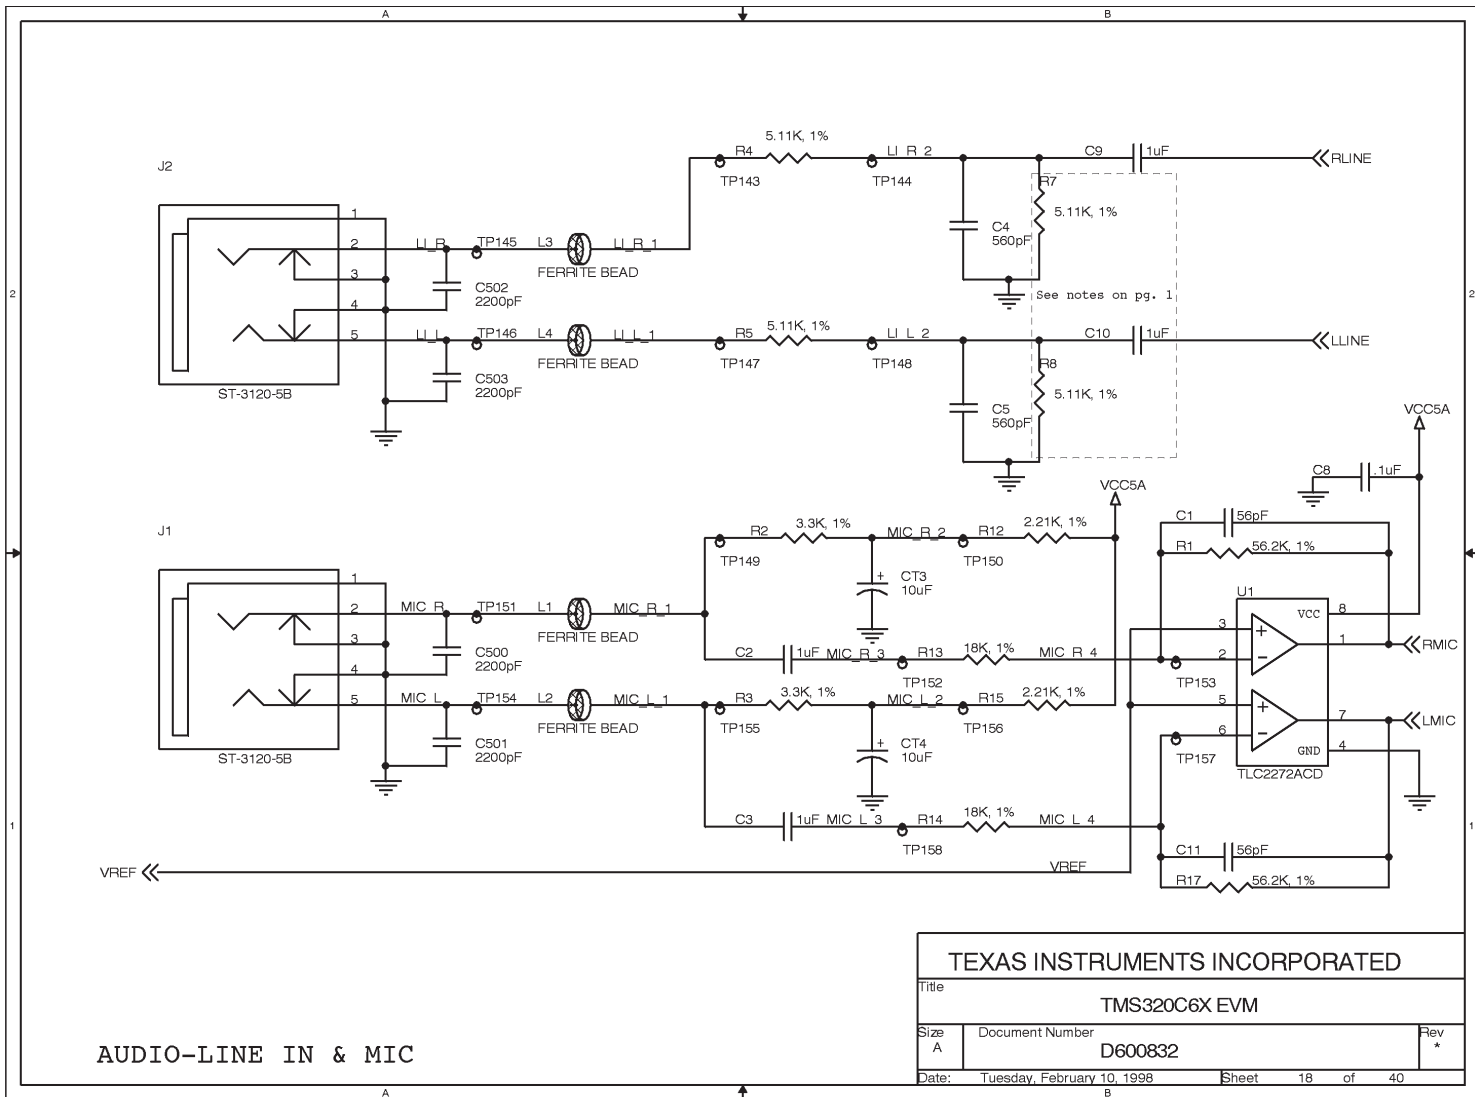 A B
5.11K, 1%
J2 R4 LI_R_2 C9 1uF RLINE
TP143 TP144 R7
1 5.11K, 1%
C4
560pF
2 LI_R TP145 L3 LI_R_1
FERRITE BEAD
3
C502
2200pF
2 See notes on pg. 1 2
4
5 LI_L TP146 L4 LI_L_1 R5 5.11K, 1% LI_L_2 C10 1uF LLINE
FERRITE BEAD TP147 TP148 R8
C503
2200pF
ST-3120-5B
5.11K, 1%
C5
560pF
VCC5A
C8 .1uF
VCC5A
J1 R2 3.3K, 1% MIC_R_2 R12 2.21K, 1% C1 56pF
R1 56.2K, 1%
TP149 TP150
1 CT3
+ 10uF
U1
2 MIC_R TP151 L1 MIC_R_1 VCC 8
FERRITE BEAD
3 + 1 RMIC
3 C2 1uF MIC_R_3 R13 18K, 1% MIC_R_4 2 -
C500
2200pF
TP152 TP153
4
5 MIC_L TP154 L2 MIC_L_1 R3 3.3K, 1% MIC_L_2 R15 2.21K, 1% 5 + 7 LMIC
FERRITE BEAD TP155 TP156 6 -
C501
2200pF
CT4
+ 10uF
TP157 GND 4
ST-3120-5B
TLC2272ACD
C3 1uF MIC_L_3 R14 18K, 1% MIC_L_4
1 TP158 1
C11 56pF
VREF VREF R17 56.2K, 1%
TEXAS INSTRUMENTS INCORPORATED
Title
TMS320C6X EVM
Size Document Number Rev
A D600832 *
Date: Tuesday, February 10, 1998 Sheet 18 of 40
AUDIO-LINE IN & MIC
A B